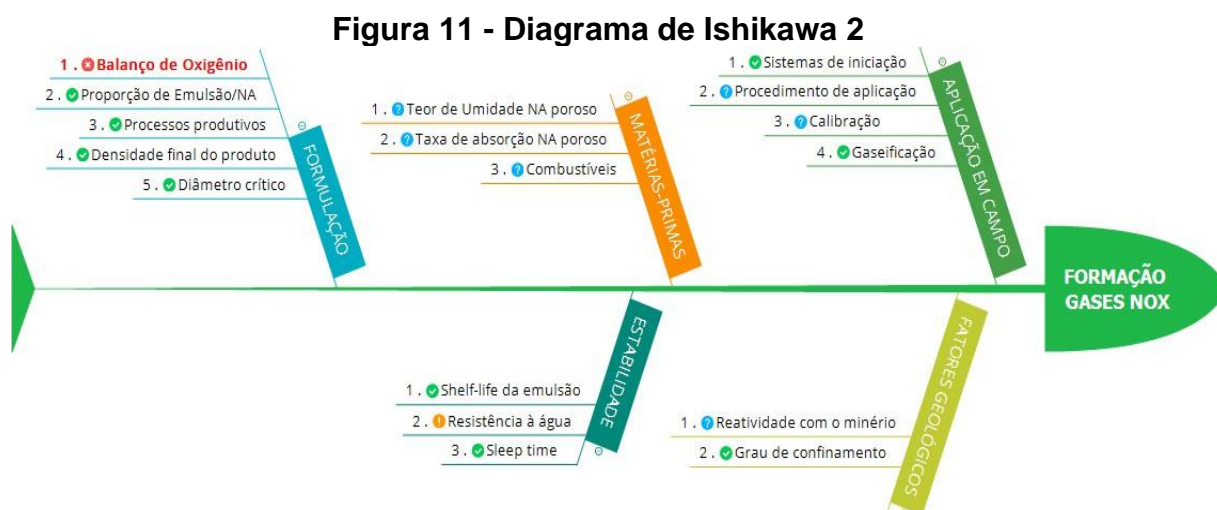 Figura 11 - Diagrama de Ishikawa 2
1 . Balanço de Oxigênio
2 . Proporção de Emulsão/NA
3 . Processos produtivos
4 . Densidade final do produto
5 . Diâmetro crítico
FORMULAÇÃO
1 . Teor de Umidade NA poroso
2 . Taxa de absorção NA poroso
3 . Combustíveis
MATÉRIAS-PRIMAS
1 . Sistemas de iniciação
2 . Procedimento de aplicação
3 . Calibração
4 . Gaseificação
APLICAÇÃO EM CAMPO
FORMAÇÃO
GASES NOX
1 . Shelf-life da emulsão
2 . Resistência à água
3 . Sleep time
ESTABILIDADE
1 . Reatividade com o minério
2 . Grau de confinamento
FATORES GEOLÓGICOS